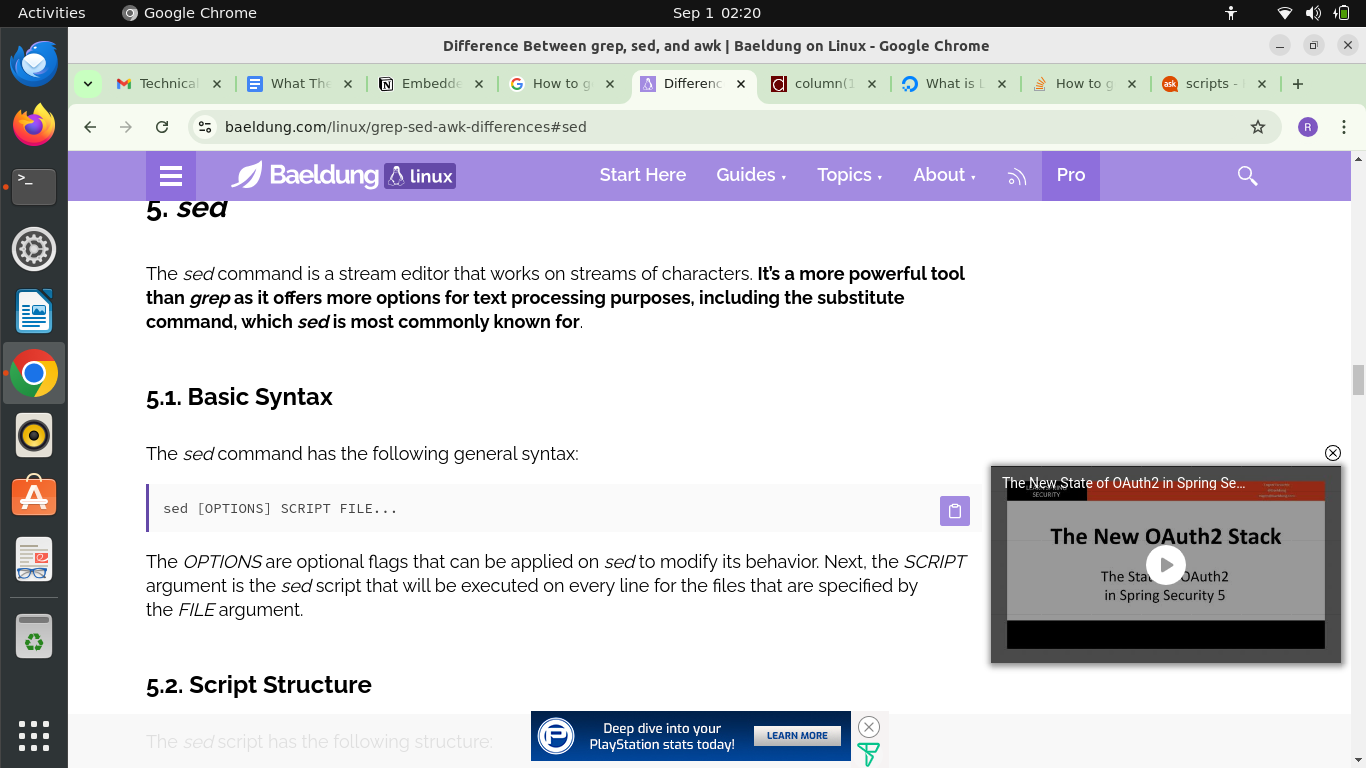 Activities
Google Chrome
Sep 1 02:20
Difference Between grep, sed, and awk | Baeldung on Linux - Google Chrome
Technical
What The
Embedde
How to g
Differenc
column(1
What is L
How to g
scripts -
baeldung.com/linux/grep-sed-awk-differences#sed
R
Baeldung linux
Start Here
Guides
Topics
About
Pro
5. sed
The sed command is a stream editor that works on streams of characters. It’s a more powerful tool
than grep as it offers more options for text processing purposes, including the substitute
command, which sed is most commonly known for.
5.1. Basic Syntax
The sed command has the following general syntax:
sed [OPTIONS] SCRIPT FILE...
The OPTIONS are optional flags that can be applied on sed to modify its behavior. Next, the SCRIPT
argument is the sed script that will be executed on every line for the files that are specified by
the FILE argument.
5.2. Script Structure
The sed script has the following structure:
The New State of OAuth2 in Spring Se...
SECURITY
The New OAuth2 Stack
in Spring Security 5
Deep dive into your
PlayStation stats today!
LEARN MORE